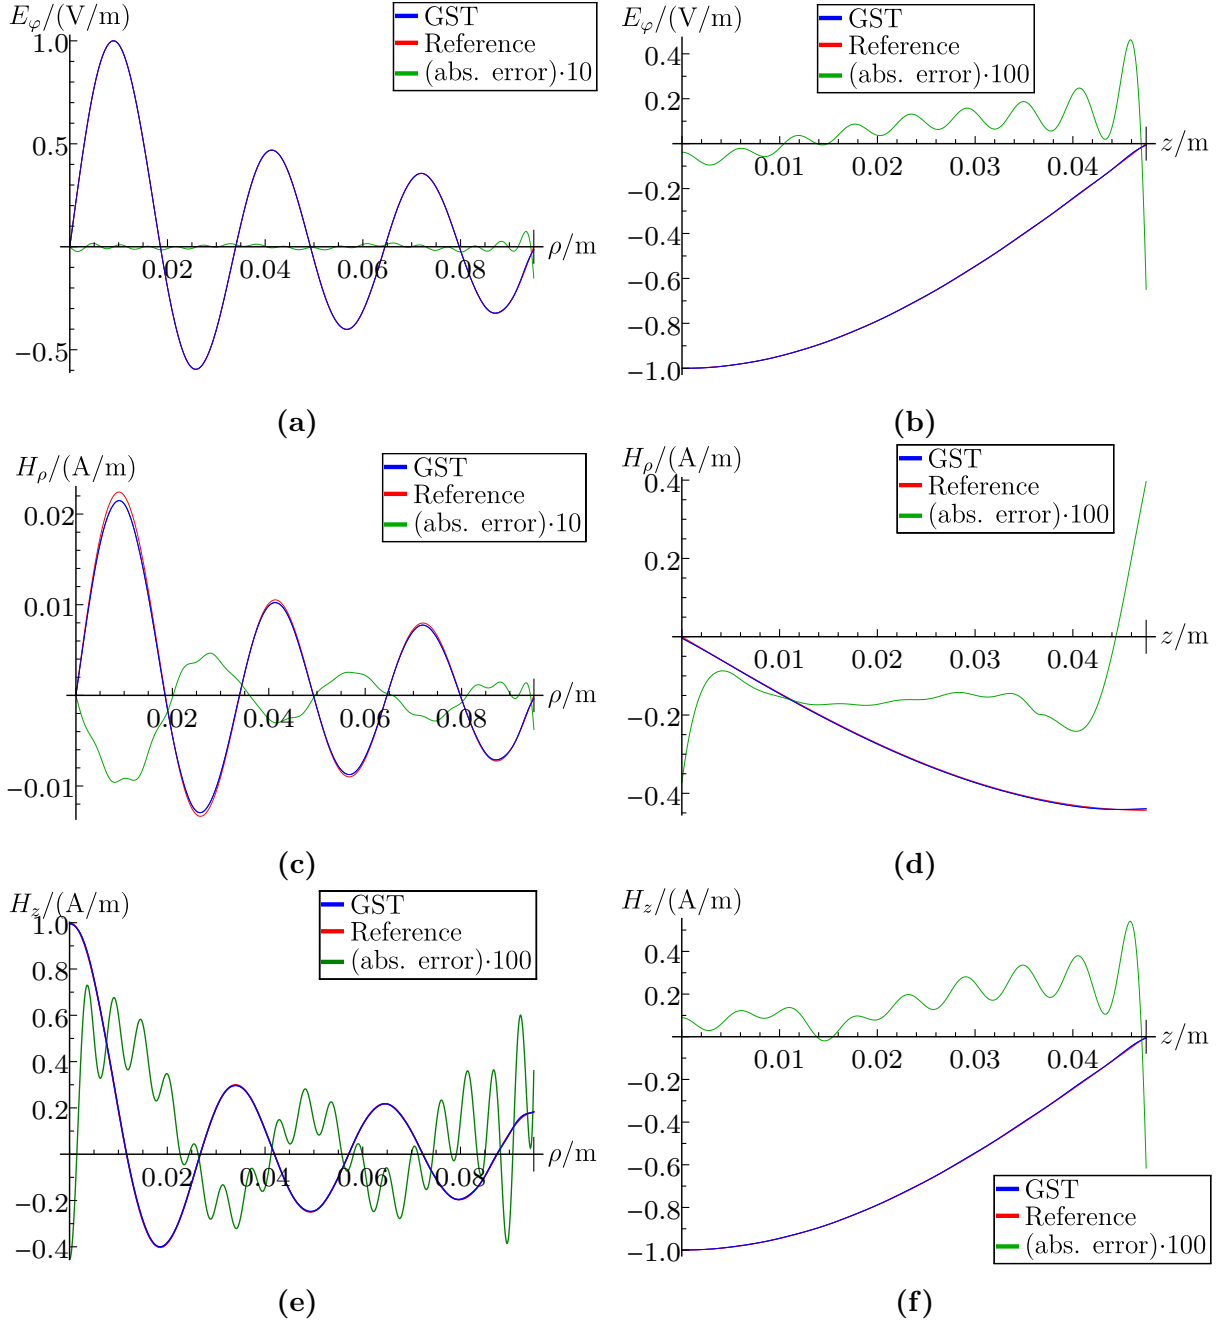 E_φ/(V/m)
GST
Reference
(abs. error)·10
1.0
0.5
−0.5
0.02
0.04
0.06
0.08
ρ/m
(a)
E_φ/(V/m)
GST
Reference
(abs. error)·100
0.4
0.2
−0.2
−0.4
−0.6
−0.8
−1.0
0.01
0.02
0.03
0.04
z/m
(b)
H_ρ/(A/m)
GST
Reference
(abs. error)·10
0.02
0.01
−0.01
0.02
0.04
0.06
0.08
ρ/m
(c)
H_ρ/(A/m)
GST
Reference
(abs. error)·100
0.4
0.2
−0.2
−0.4
0.01
0.02
0.03
0.04
z/m
(d)
H_z/(A/m)
GST
Reference
(abs. error)·100
1.0
0.8
0.6
0.4
0.2
−0.2
−0.4
0.02
0.04
0.06
0.08
ρ/m
(e)
H_z/(A/m)
0.4
0.2
−0.2
−0.4
−0.6
−0.8
−1.0
0.01
0.02
0.03
0.04
z/m
GST
Reference
(abs. error)·100
(f)